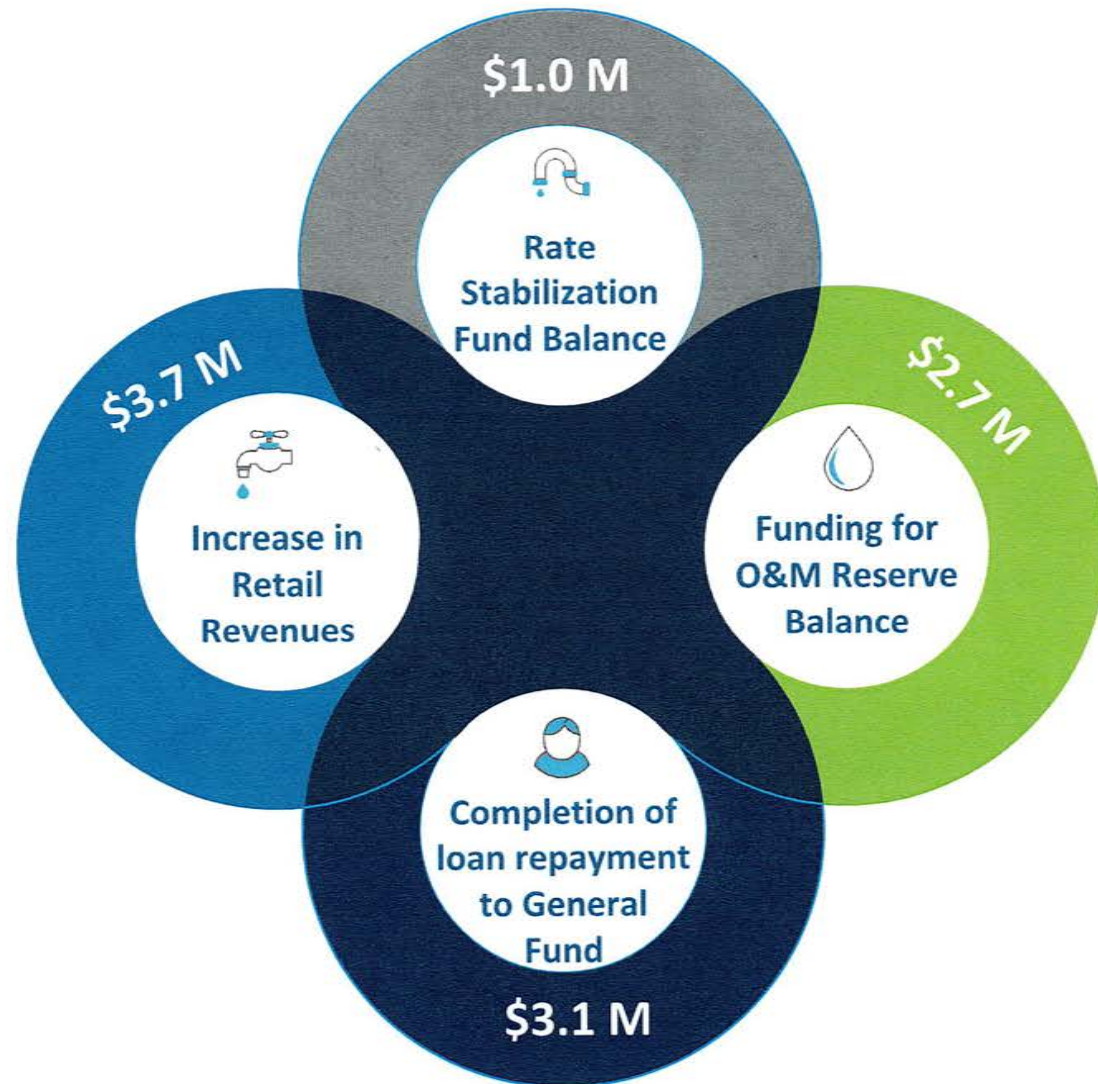 $1.0 M
Rate
Stabilization
Fund Balance
$3.7 M
Increase in
Retail
Revenues
$2.7 M
Funding for
O&M Reserve
Balance
Completion of
loan repayment
to General
Fund
$3.1 M